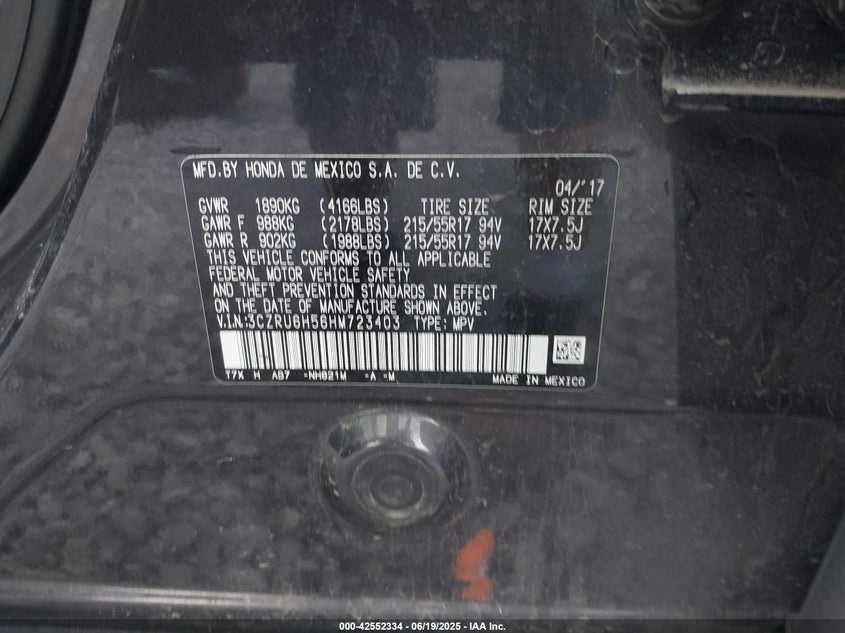 MFD.BY HONDA DE MEXICO S.A. DE C.V.
04/'17
GVWR 1890KG (4166LBS) TIRE SIZE RIM SIZE
GAWR F 988KG (2178LBS) 215/55R17 94V 17X7.5J
GAWR R 902KG (1988LBS) 215/55R17 94V 17X7.5J
THIS VEHICLE CONFORMS TO ALL APPLICABLE
FEDERAL MOTOR VEHICLE SAFETY
AND THEFT PREVENTION STANDARDS IN EFFECT
ON THE DATE OF MANUFACTURE SHOWN ABOVE.
V.I.N:3CZRU6H56HM723403 TYPE: MPV
T7X H AB7 -NH821M -A -M MADE IN MEXICO
000-42552334 - 06/19/2025 - IAA Inc.